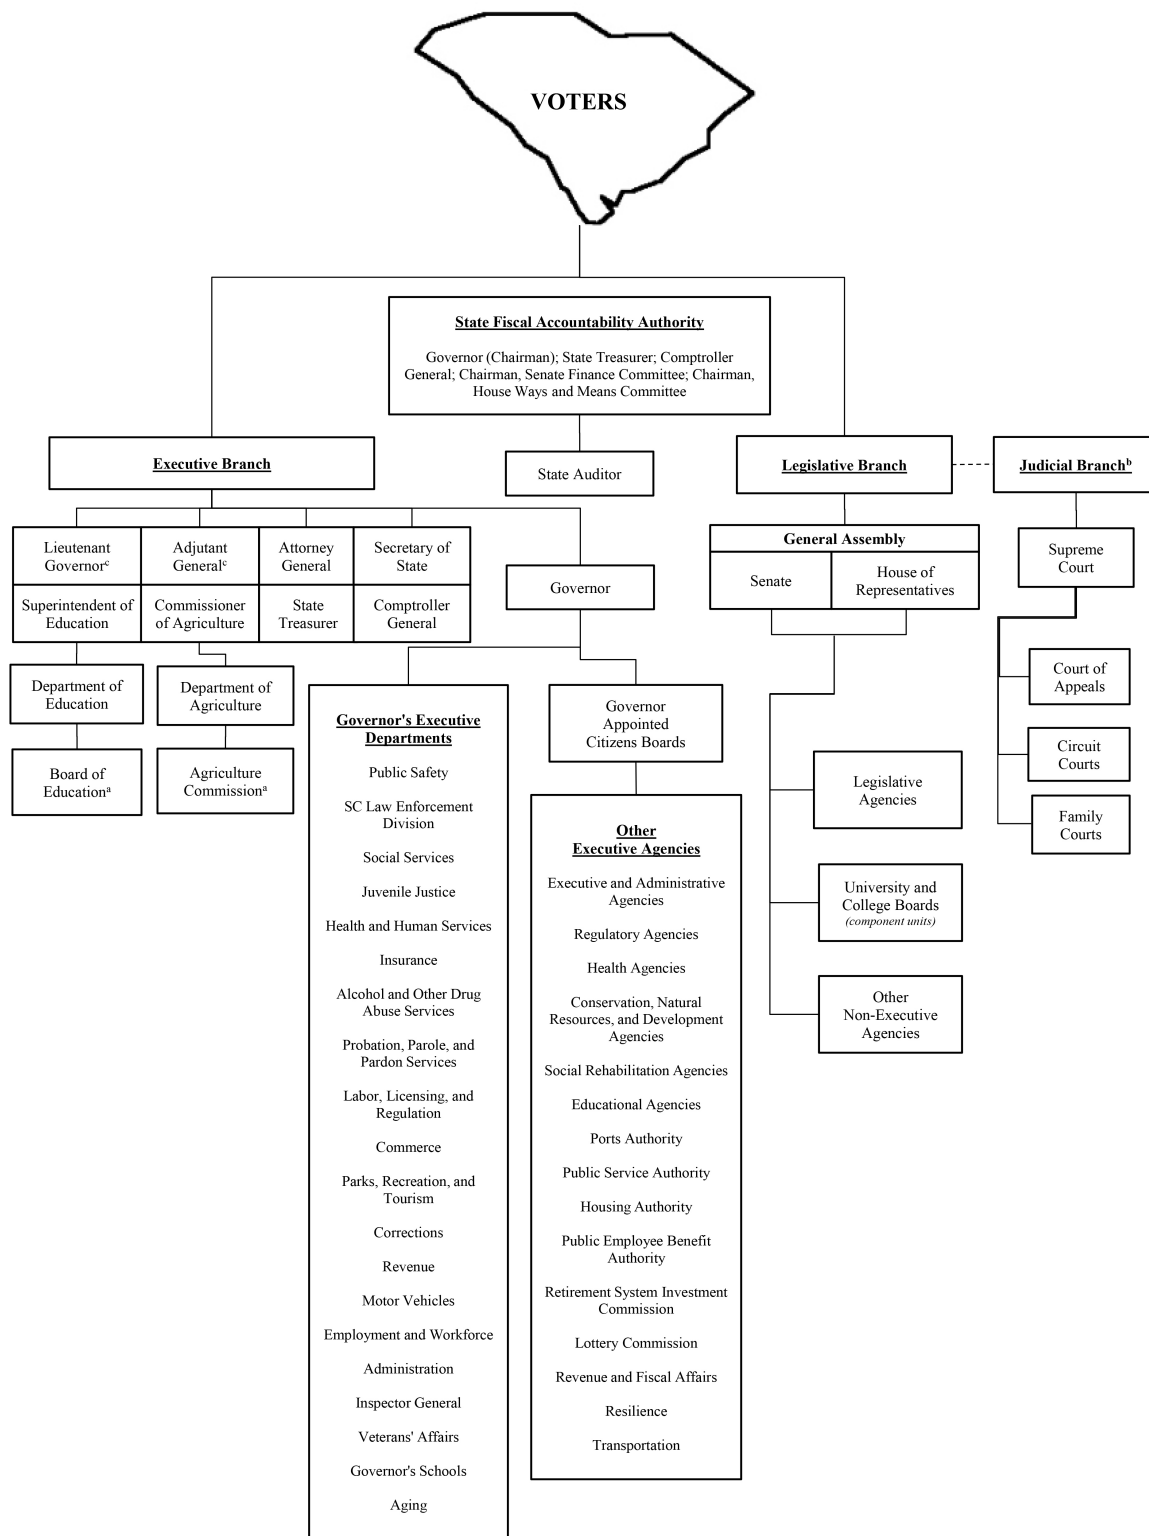 VOTERS
State Fiscal Accountability Authority
Governor (Chairman); State Treasurer; Comptroller
General; Chairman, Senate Finance Committee; Chairman,
House Ways and Means Committee
Executive Branch
State Auditor
Legislative Branch
Judicial Branchᵇ
Lieutenant
Governorᶜ
Adjutant
Generalᶜ
Attorney
General
Secretary of
State
Superintendent of
Education
Commissioner
of Agriculture
State
Treasurer
Comptroller
General
Governor
General Assembly
Senate
House of
Representatives
Supreme
Court
Department of
Education
Department of
Agriculture
Board of
Educationᵃ
Agriculture
Commissionᵃ
Governor's Executive
Departments
Public Safety
SC Law Enforcement
Division
Social Services
Juvenile Justice
Health and Human Services
Insurance
Alcohol and Other Drug
Abuse Services
Probation, Parole, and
Pardon Services
Labor, Licensing, and
Regulation
Commerce
Parks, Recreation, and
Tourism
Corrections
Revenue
Motor Vehicles
Employment and Workforce
Administration
Inspector General
Veterans' Affairs
Governor's Schools
Aging
Governor
Appointed
Citizens Boards
Other
Executive Agencies
Executive and Administrative
Agencies
Regulatory Agencies
Health Agencies
Conservation, Natural
Resources, and Development
Agencies
Social Rehabilitation Agencies
Educational Agencies
Ports Authority
Public Service Authority
Housing Authority
Public Employee Benefit
Authority
Retirement System Investment
Commission
Lottery Commission
Revenue and Fiscal Affairs
Resilience
Transportation
Legislative
Agencies
University and
College Boards
(component units)
Other
Non-Executive
Agencies
Court of
Appeals
Circuit
Courts
Family
Courts